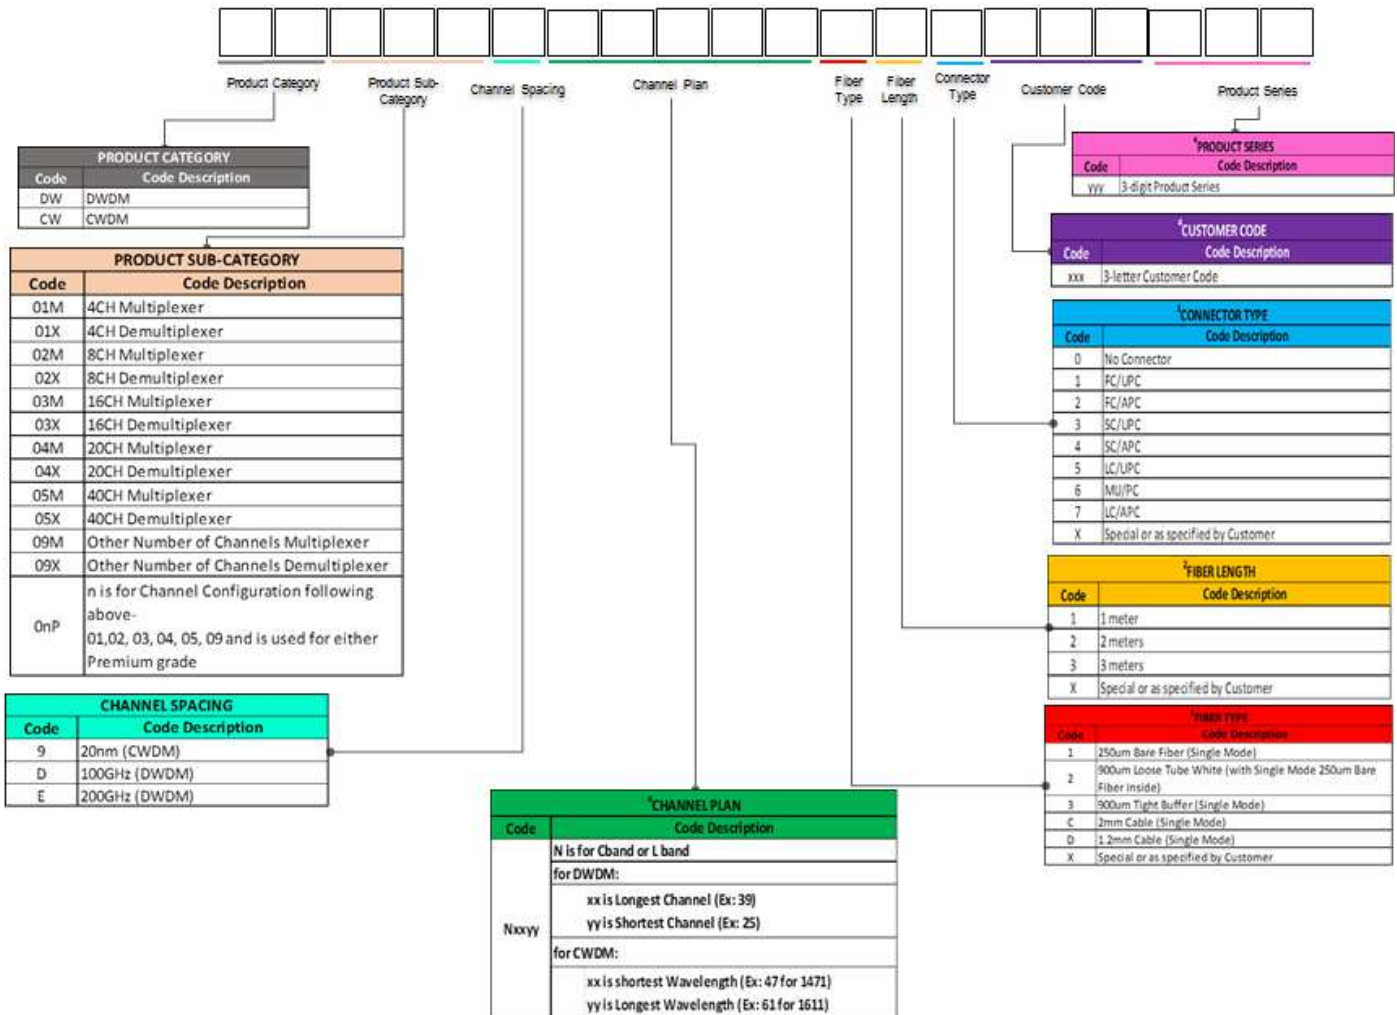 Product Category
Product Sub-
Category
Channel Spacing
Channel Plan
Fiber
Type
Fiber
Length
Connector
Type
Customer Code
Product Series
PRODUCT CATEGORY
Code Code Description
DW DWDM
CW CWDM
PRODUCT SUB-CATEGORY
Code Code Description
01M 4CH Multiplexer
01X 4CH Demultiplexer
02M 8CH Multiplexer
02X 8CH Demultiplexer
03M 16CH Multiplexer
03X 16CH Demultiplexer
04M 20CH Multiplexer
04X 20CH Demultiplexer
05M 40CH Multiplexer
05X 40CH Demultiplexer
09M Other Number of Channels Multiplexer
09X Other Number of Channels Demultiplexer
0nP n is for Channel Configuration following
above-
01,02, 03, 04, 05, 09 and is used for either
Premium grade
CHANNEL SPACING
Code Code Description
9 20nm (CWDM)
D 100GHz (DWDM)
E 200GHz (DWDM)
CHANNEL PLAN
Code Code Description
Nxxyy
N is for Cband or L band
for DWDM:
xx is Longest Channel (Ex: 39)
yy is Shortest Channel (Ex: 25)
for CWDM:
xx is shortest Wavelength (Ex: 47 for 1471)
yy is Longest Wavelength (Ex: 61 for 1611)
PRODUCT SERIES
Code Code Description
yyy 3-digit Product Series
CUSTOMER CODE
Code Code Description
xxx 3-letter Customer Code
CONNECTOR TYPE
Code Code Description
0 No Connector
1 FC/UPC
2 FC/APC
3 SC/UPC
4 SC/APC
5 LC/UPC
6 MU/PC
7 LC/APC
X Special or as specified by Customer
²FIBER LENGTH
Code Code Description
1 1 meter
2 2 meters
3 3 meters
X Special or as specified by Customer
FIBER TYPE
Code Code Description
1 250um Bare Fiber (Single Mode)
2 900um Loose Tube White (with Single Mode 250um Bare
Fiber Inside)
3 900um Tight Buffer (Single Mode)
C 2mm Cable (Single Mode)
D 1.2mm Cable (Single Mode)
X Special or as specified by Customer